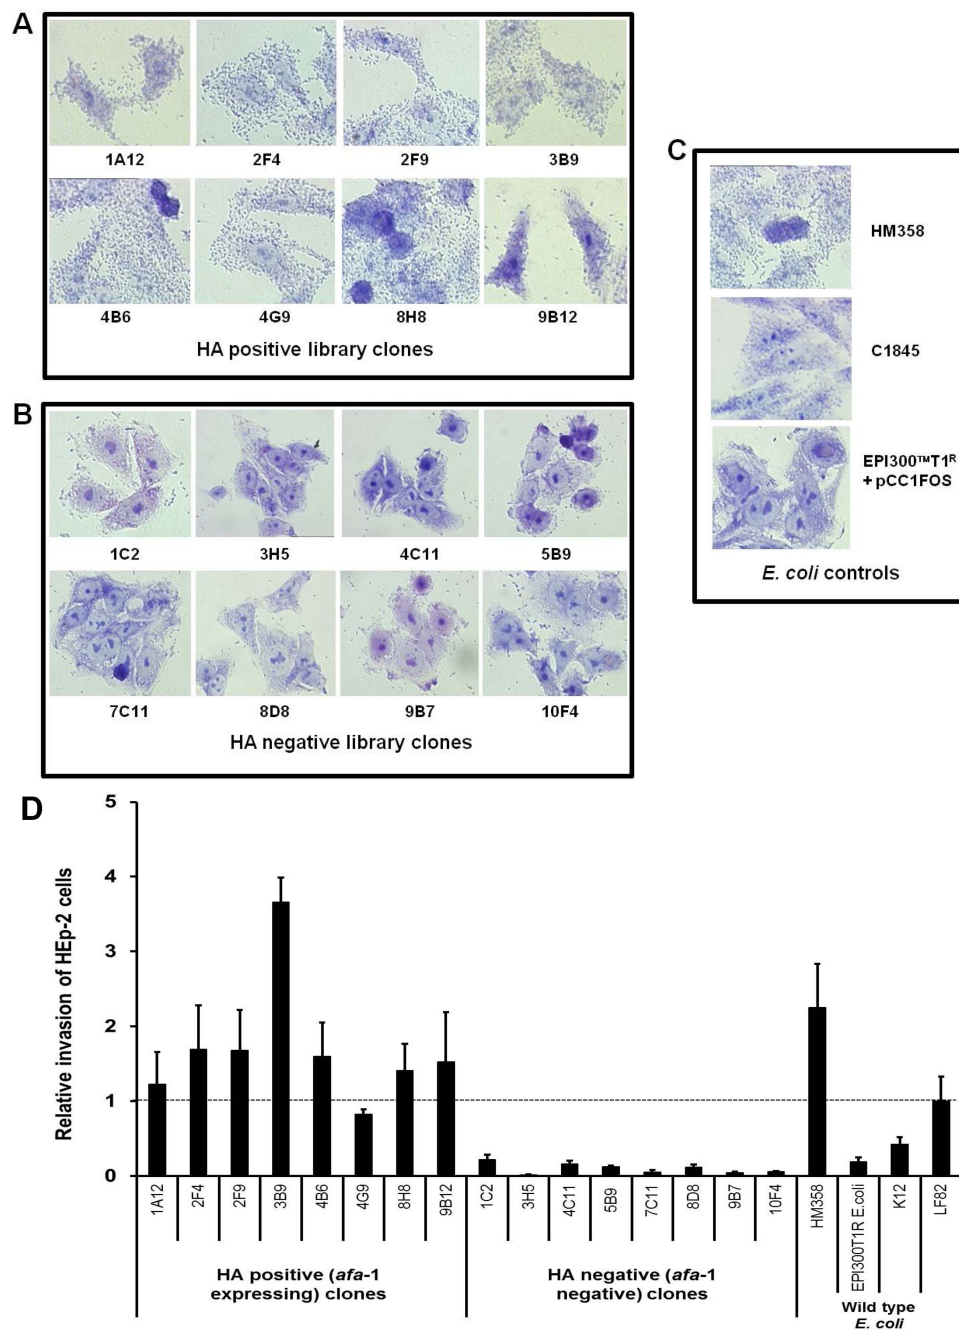 A
1A12 2F4 2F9 3B9
4B6 4G9 8H8 9B12
HA positive library clones
B
1C2 3H5 4C11 5B9
7C11 8D8 9B7 10F4
HA negative library clones
C
HM358
C1845
EPI300™T1ᴿ
+ pCC1FOS
E. coli controls
D
Relative invasion of HEp-2 cells
5
4
3
2
1
0
1A12 2F4 2F9 3B9 4B6 4G9 8H8 9B12 1C2 3H5 4C11 5B9 7C11 8D8 9B7 10F4 HM358 EPI300T1R E.coli K12 LF82
HA positive (afa-1
expressing) clones
HA negative (afa-1
negative) clones
Wild type
E. coli